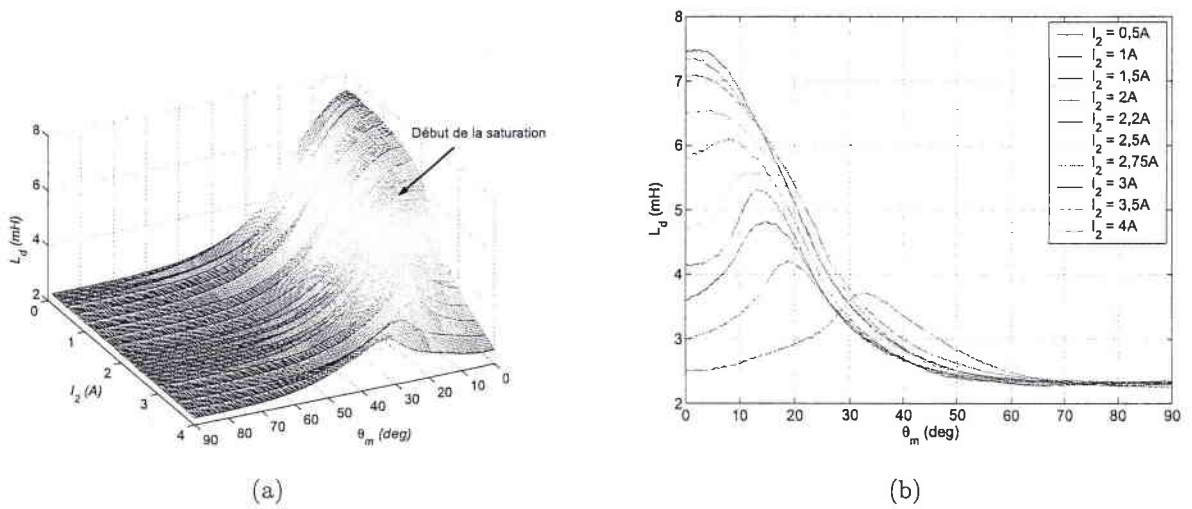 8
6
4
2
L_d (mH)
Début de la saturation
0
1
2
3
4
I_2 (A)
90
80
70
60
50
40
30
20
10
0
θ_m (deg)
(a)
8
7
6
5
4
3
2
L_d (mH)
0
10
20
30
40
50
60
70
80
90
θ_m (deg)
I_2 = 0,5A
I_2 = 1A
I_2 = 1,5A
I_2 = 2A
I_2 = 2,2A
I_2 = 2,5A
I_2 = 2,75A
I_2 = 3A
I_2 = 3,5A
I_2 = 4A
(b)